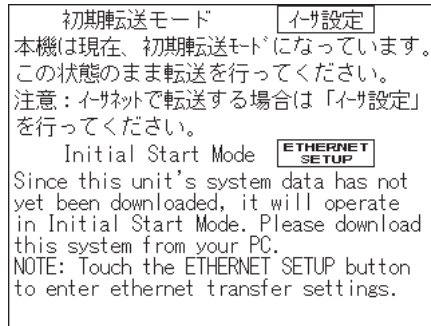 初期転送モード ｲｰｻ設定
本機は現在、初期転送ﾓｰﾄﾞになっています。
この状態のまま転送を行ってください。
注意：ｲｰｻﾈｯﾄで転送する場合は「ｲｰｻ設定」
を行ってください。
Initial Start Mode ETHERNET SETUP
Since this unit's system data has not
yet been downloaded, it will operate
in Initial Start Mode. Please download
this system from your PC.
NOTE: Touch the ETHERNET SETUP button
to enter ethernet transfer settings.